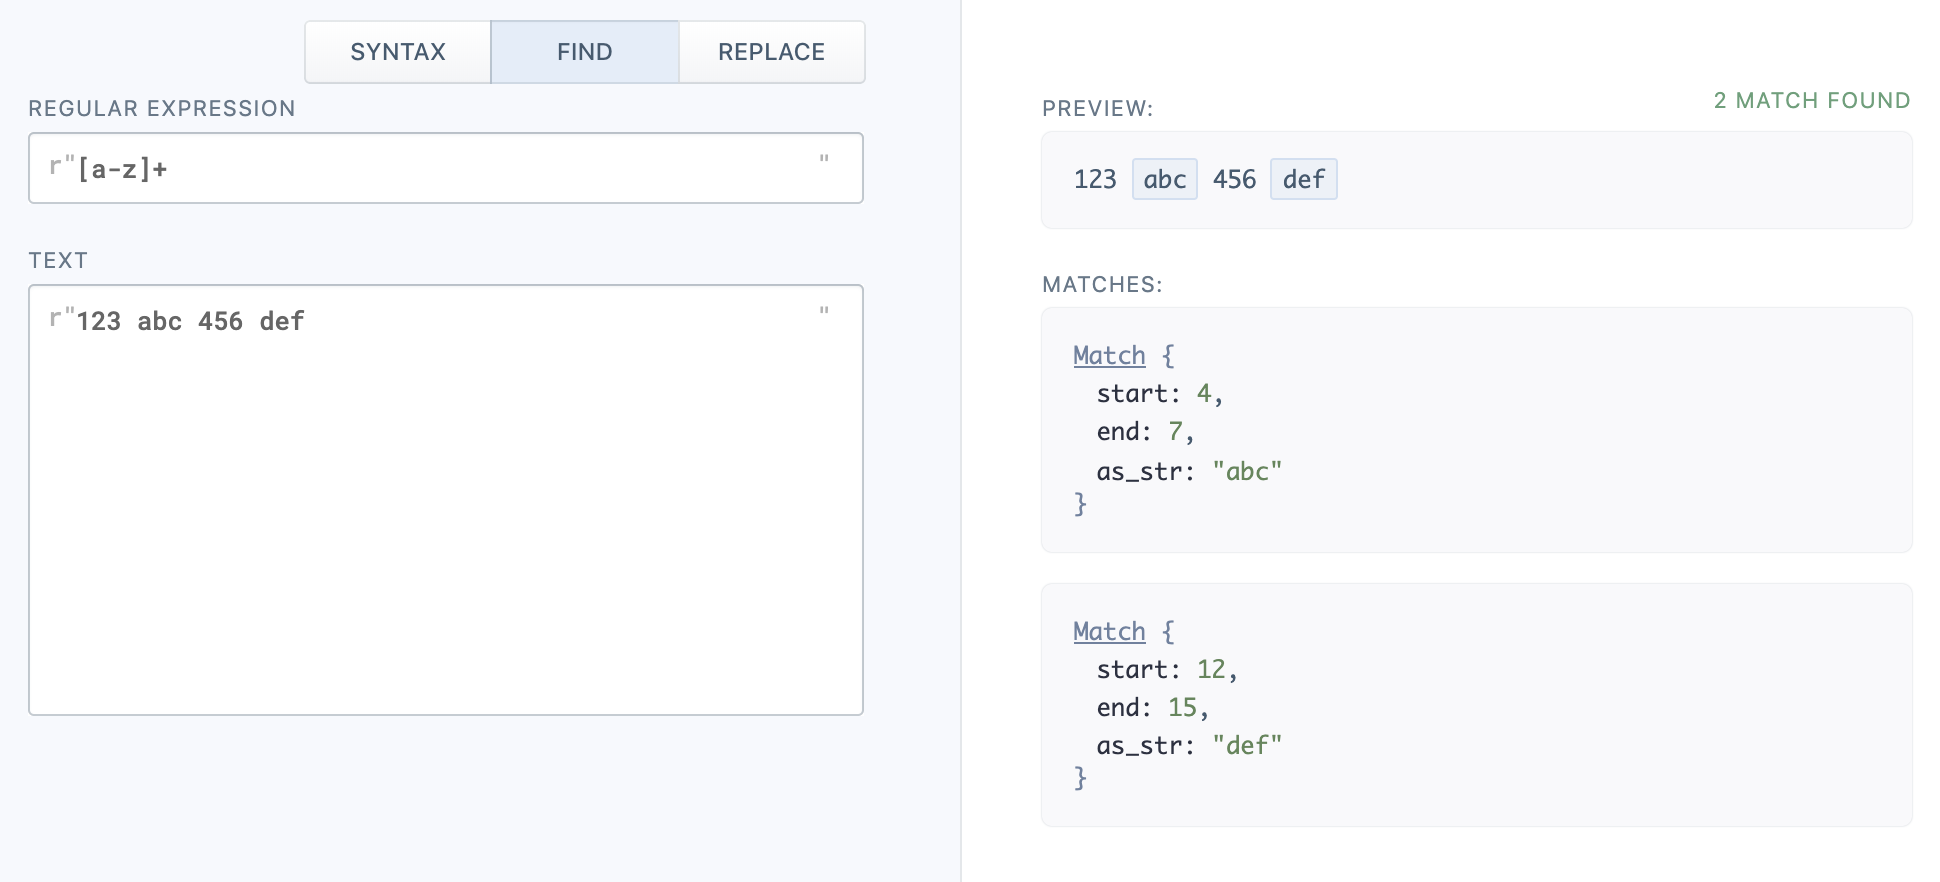 SYNTAX FIND REPLACE
REGULAR EXPRESSION
r"[a-z]+"
TEXT
r"123 abc 456 def"
2 MATCH FOUND
PREVIEW:
123 abc 456 def
MATCHES:
Match {
start: 4,
end: 7,
as_str: "abc"
}
Match {
start: 12,
end: 15,
as_str: "def"
}